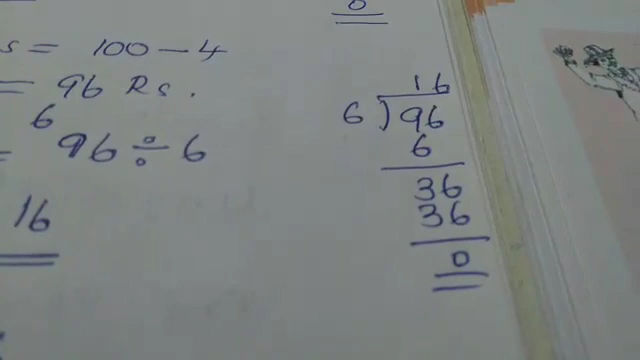 0
s = 100 - 4
= 96 Rs.
6
= 96 ÷ 6
16
16
6 ) 96
6
36
36
0